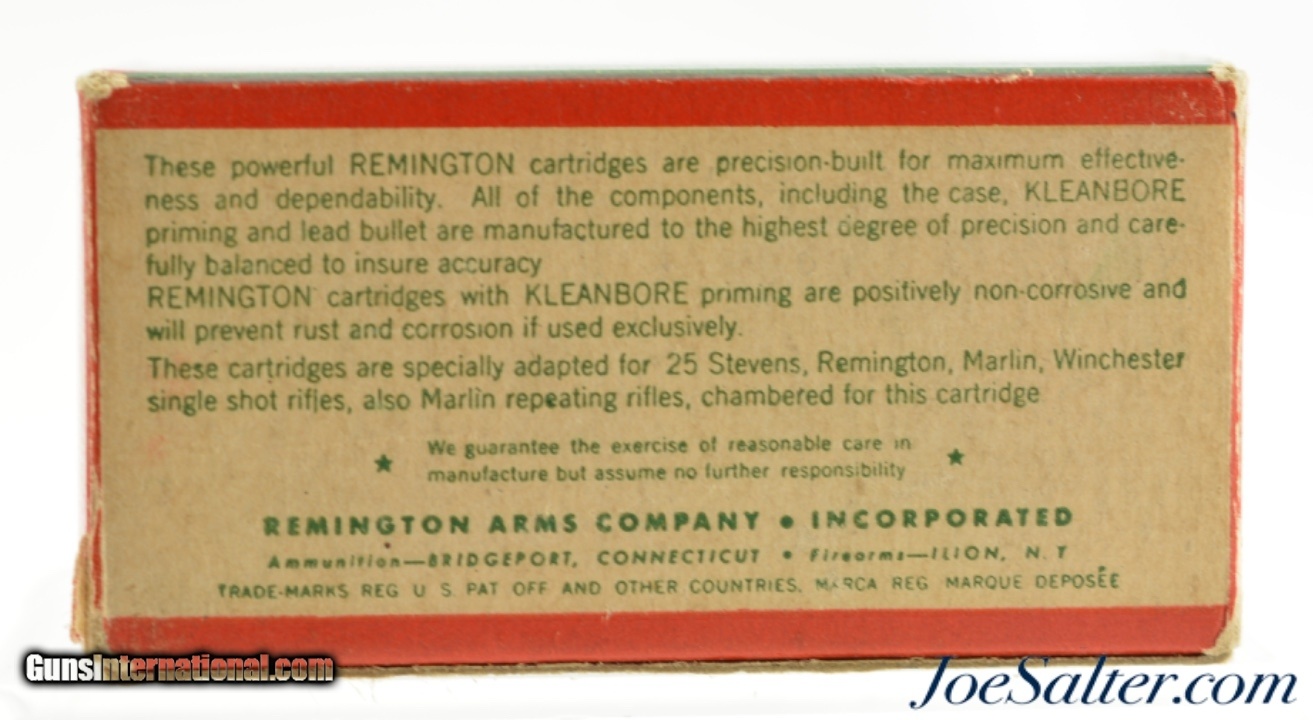 These powerful REMINGTON cartridges are precision-built for maximum effective-
ness and dependability. All of the components, including the case, KLEANBORE
priming and lead bullet are manufactured to the highest degree of precision and care-
fully balanced to insure accuracy
REMINGTON cartridges with KLEANBORE priming are positively non-corrosive and
will prevent rust and corrosion if used exclusively.
These cartridges are specially adapted for 25 Stevens, Remington, Marlin, Winchester
single shot rifles, also Marlin repeating rifles, chambered for this cartridge
We guarantee the exercise of reasonable care in
★ manufacture but assume no further responsibility ★
REMINGTON ARMS COMPANY • INCORPORATED
Ammunition—BRIDGEPORT, CONNECTICUT • Firearms—ILION, N. Y
TRADE-MARKS REG U S. PAT OFF AND OTHER COUNTRIES. MARCA REG MARQUE DEPOSÉE
GunsInternational.com
JoeSalter.com